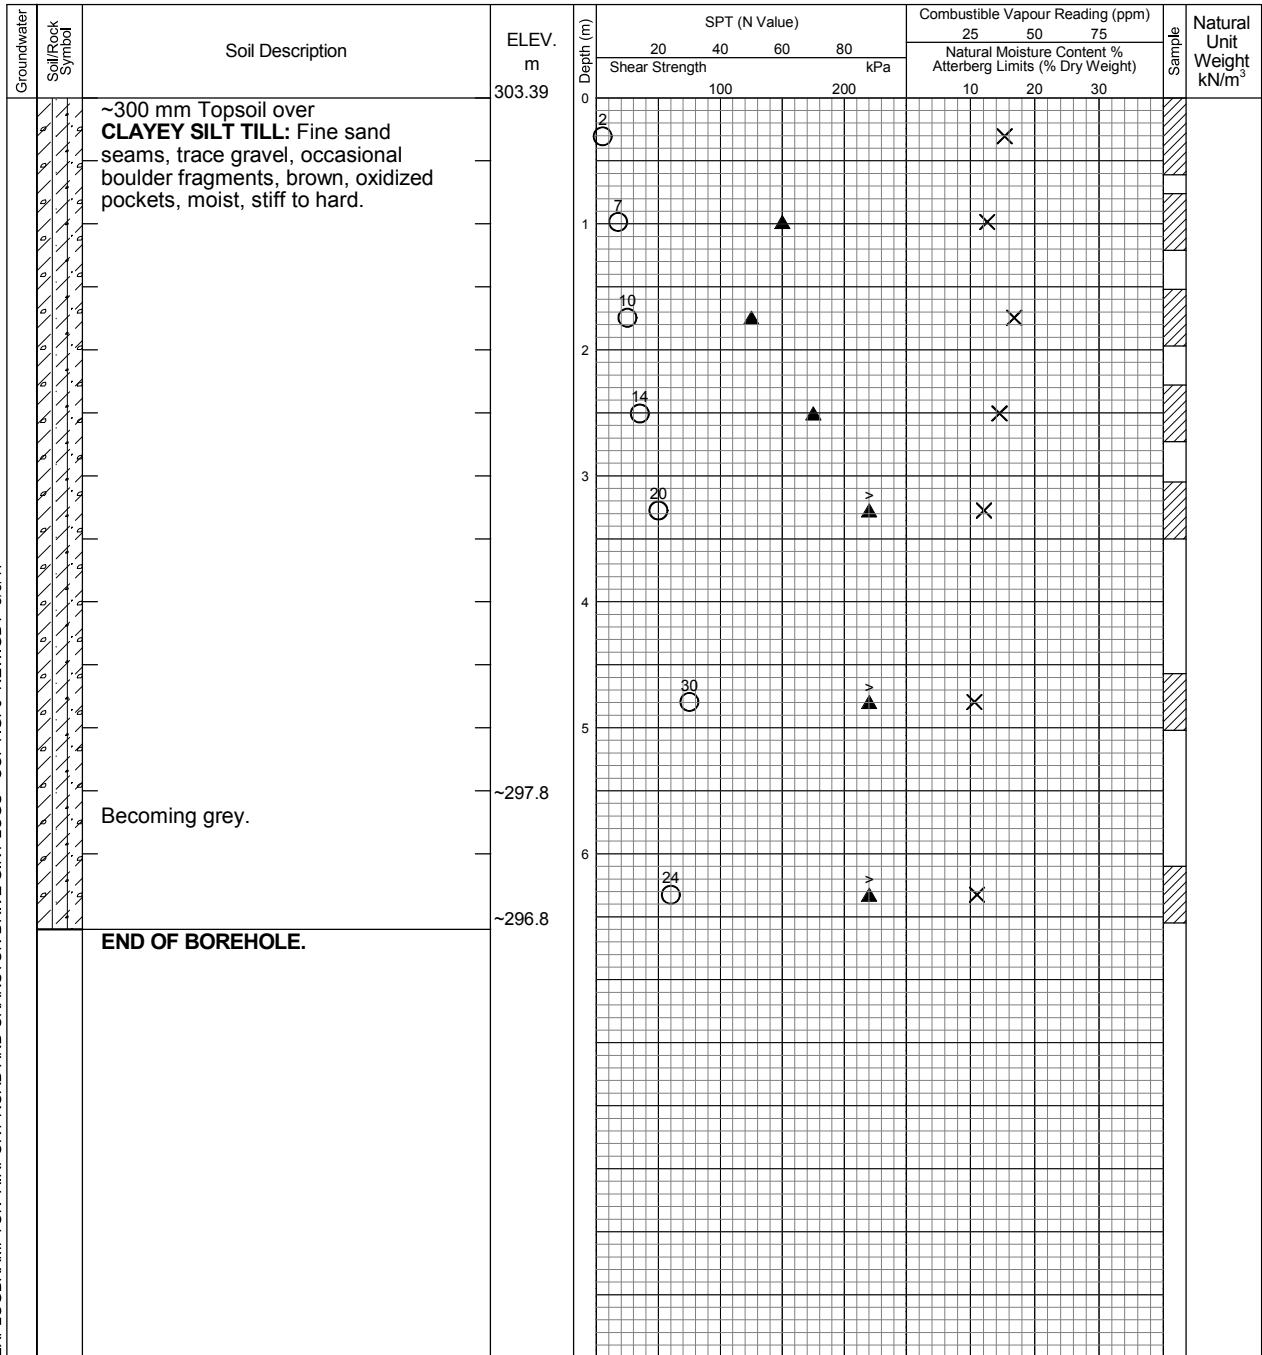 Groundwater
Soil/Rock
Symbol
Soil Description
ELEV.
m
303.39
Depth (m)
SPT (N Value)
20 40 60 80
Shear Strength kPa
100 200
Combustible Vapour Reading (ppm)
25 50 75
Natural Moisture Content %
Atterberg Limits (% Dry Weight)
10 20 30
Sample
Natural
Unit
Weight
kN/m³
0
~300 mm Topsoil over
CLAYEY SILT TILL: Fine sand
seams, trace gravel, occasional
boulder fragments, brown, oxidized
pockets, moist, stiff to hard.
2
7
1
10
2
14
3
20 >
4
30 >
5
~297.8
Becoming grey.
6
24 >
~296.8
END OF BOREHOLE.